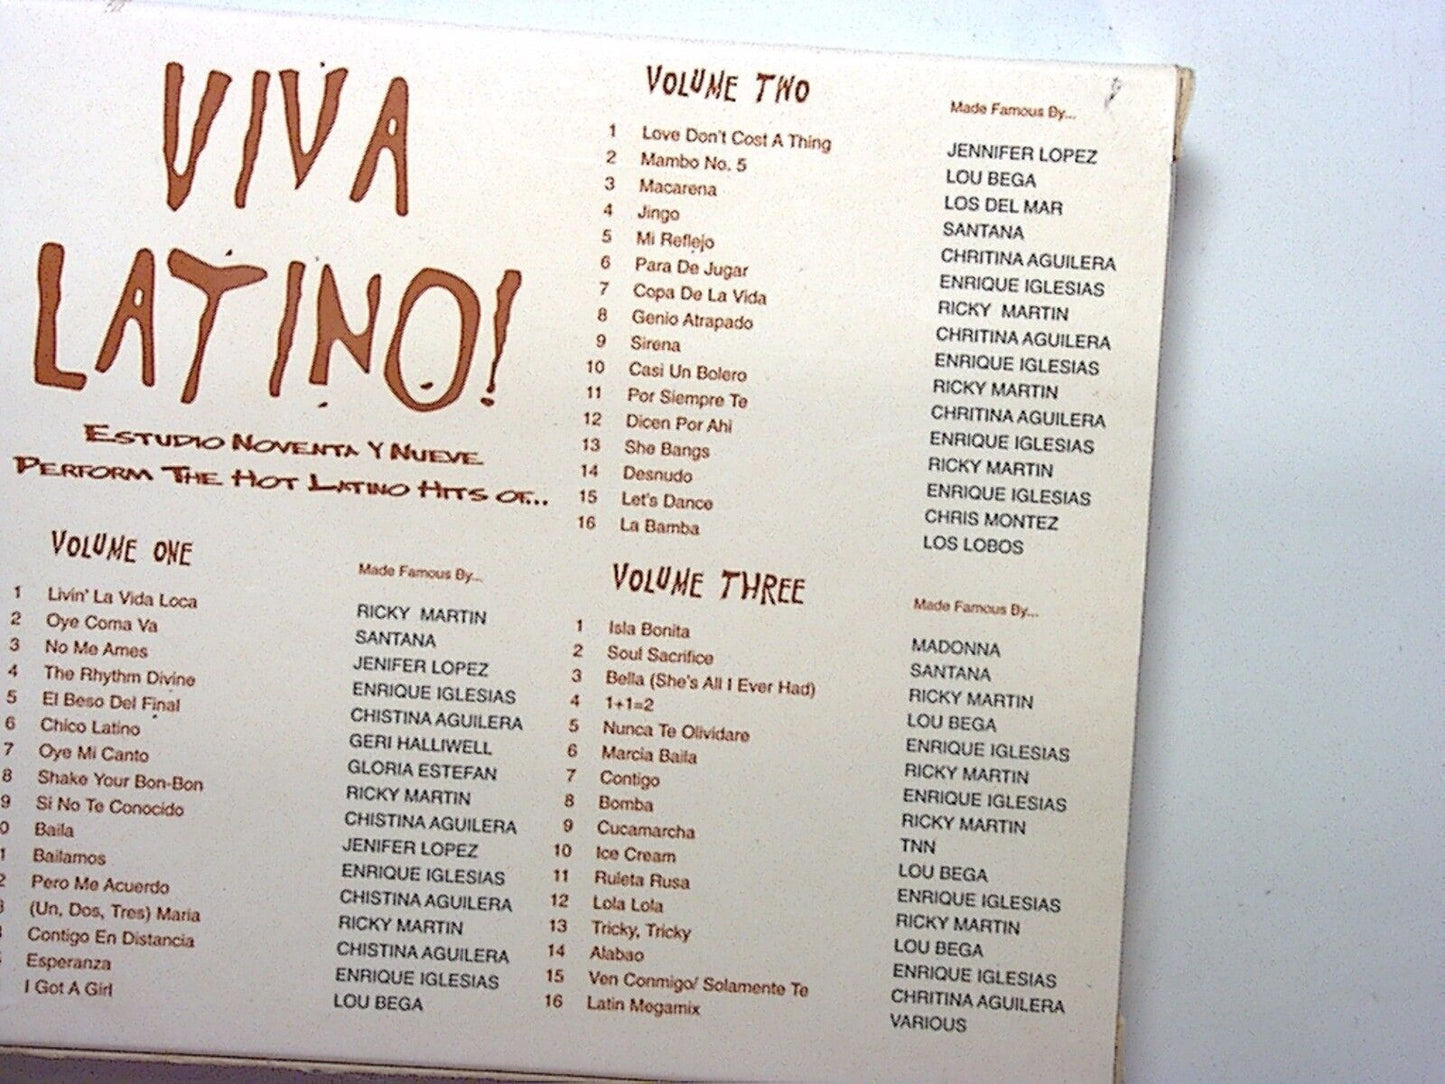 VIVA
LATINO!
ESTUDIO NOVENTA Y NUEVE
PERFORM THE HOT LATINO HITS OF...
VOLUME ONE
Made Famous By...
1 Livin' La Vida Loca RICKY MARTIN
2 Oye Coma Va SANTANA
3 No Me Ames JENIFER LOPEZ
4 The Rhythm Divine ENRIQUE IGLESIAS
5 El Beso Del Final CHISTINA AGUILERA
6 Chico Latino GERI HALLIWELL
7 Oye Mi Canto GLORIA ESTEFAN
8 Shake Your Bon-Bon RICKY MARTIN
9 Si No Te Conocido CHISTINA AGUILERA
0 Baila JENIFER LOPEZ
1 Bailamos ENRIQUE IGLESIAS
2 Pero Me Acuerdo CHISTINA AGUILERA
(Un, Dos, Tres) Maria RICKY MARTIN
Contigo En Distancia CHISTINA AGUILERA
Esperanza ENRIQUE IGLESIAS
I Got A Girl LOU BEGA
VOLUME TWO
Made Famous By...
1 Love Don't Cost A Thing JENNIFER LOPEZ
2 Mambo No. 5 LOU BEGA
3 Macarena LOS DEL MAR
4 Jingo SANTANA
5 Mi Reflejo CHRITINA AGUILERA
6 Para De Jugar ENRIQUE IGLESIAS
7 Copa De La Vida RICKY MARTIN
8 Genio Atrapado CHRITINA AGUILERA
9 Sirena ENRIQUE IGLESIAS
10 Casi Un Bolero RICKY MARTIN
11 Por Siempre Te CHRITINA AGUILERA
12 Dicen Por Ahi ENRIQUE IGLESIAS
13 She Bangs RICKY MARTIN
14 Desnudo ENRIQUE IGLESIAS
15 Let's Dance CHRIS MONTEZ
16 La Bamba LOS LOBOS
VOLUME THREE
Made Famous By...
1 Isla Bonita MADONNA
2 Soul Sacrifice SANTANA
3 Bella (She's All I Ever Had) RICKY MARTIN
4 1+1=2 LOU BEGA
5 Nunca Te Olividare ENRIQUE IGLESIAS
6 Marcia Baila RICKY MARTIN
7 Contigo ENRIQUE IGLESIAS
8 Bomba RICKY MARTIN
9 Cucamarcha TNN
10 Ice Cream LOU BEGA
11 Ruleta Rusa ENRIQUE IGLESIAS
12 Lola Lola RICKY MARTIN
13 Tricky, Tricky LOU BEGA
14 Alabao ENRIQUE IGLESIAS
15 Ven Conmigo/ Solamente Te CHRITINA AGUILERA
16 Latin Megamix VARIOUS